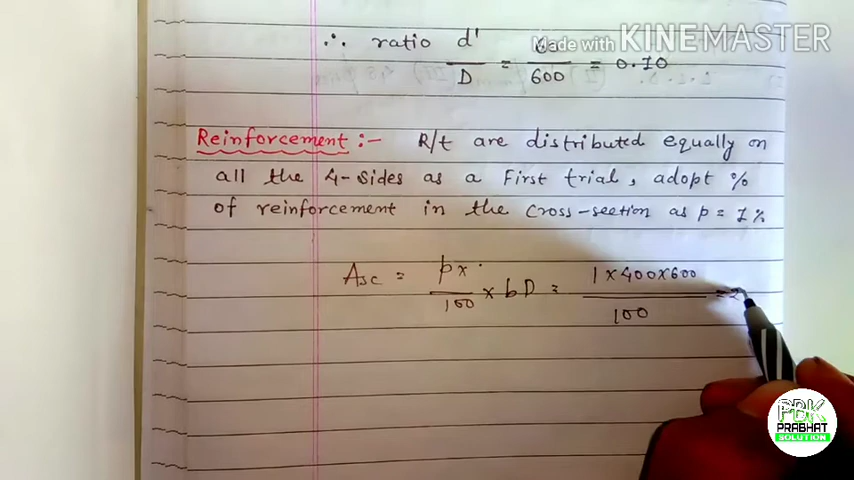 Made with KINEMASTER
∴ ratio d'/D = /600 = 0.10
Reinforcement :- R/t are distributed equally on
all the 4-sides as a First trial, adopt %
of reinforcement in the cross-section as p = 1%
Asc = p×/100 × bD = 1×400×600/100 =
PBK
PRABHAT
SOLUTION